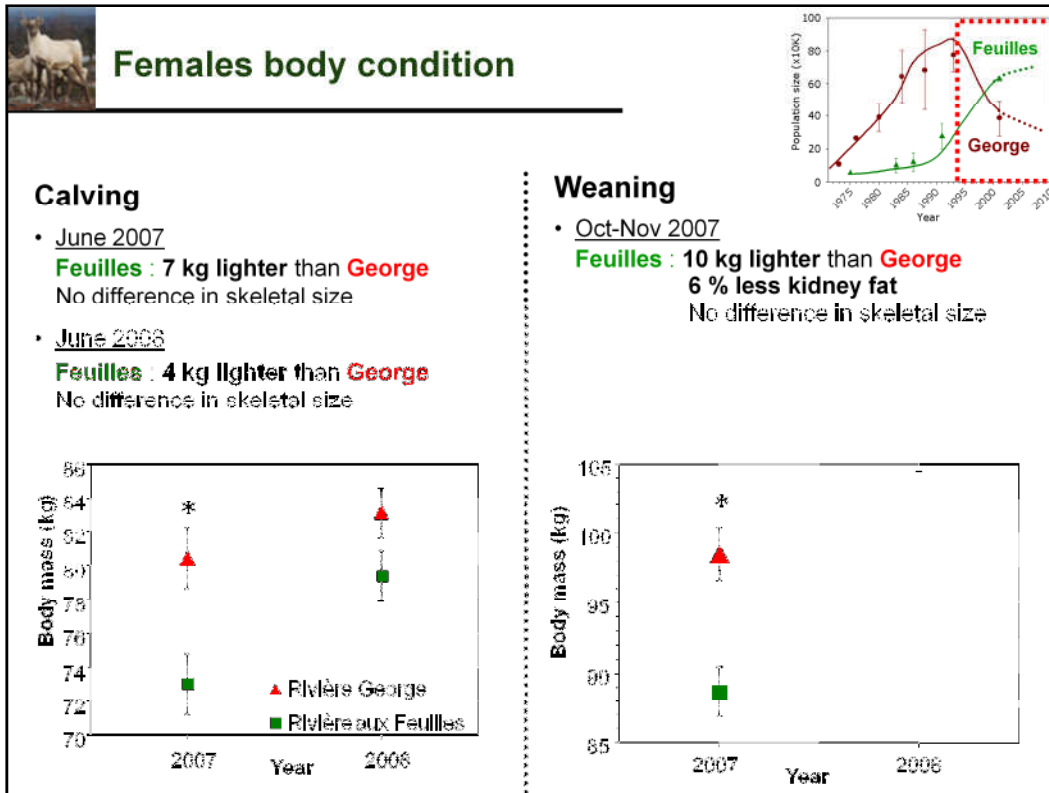 Females body condition
Population size (x10K)
100
80
60
40
20
0
1975
1980
1985
1990
1995
2000
2005
2010
Year
Feuilles
George
Calving
• June 2007
Feuilles : 7 kg lighter than George
No difference in skeletal size
• June 2008
Feuilles : 4 kg lighter than George
No difference in skeletal size
Weaning
• Oct-Nov 2007
Feuilles : 10 kg lighter than George
6 % less kidney fat
No difference in skeletal size
Body mass (kg)
86
84
82
80
78
76
74
72
70
*
▲ Rivière George
■ Rivière aux Feuilles
2007
2008
Year
Body mass (kg)
105
100
95
90
85
*
2007
2008
Year